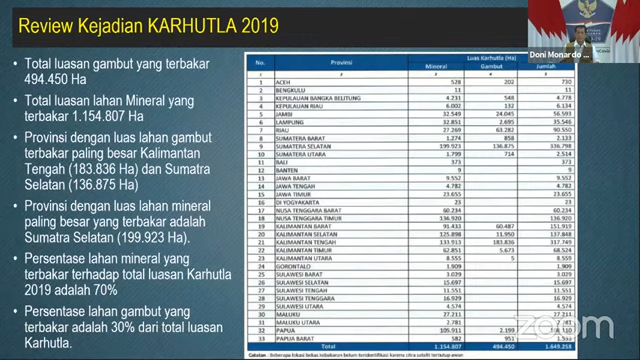 Review Kejadian KARHUTLA 2019
Doni Monardo
• Total luasan gambut yang terbakar
494.450 Ha
• Total luasan lahan Mineral yang
terbakar 1.154.807 Ha
• Provinsi dengan luas lahan gambut
terbakar paling besar Kalimantan
Tengah (183.836 Ha) dan Sumatra
Selatan (136.875 Ha)
• Provinsi dengan luas lahan mineral
paling besar yang terbakar adalah
Sumatra Selatan (199.923 Ha).
• Persentase lahan mineral yang
terbakar terhadap total luasan Karhutla
2019 adalah 70%
• Persentase lahan gambut yang
terbakar adalah 30% dari total luasan
Karhutla.
No. Provinsi Luas Karhutla (Ha)
Mineral Gambut Jumlah
1 ACEH 528 202 730
2 BENGKULU 11 11
3 KEPULAUAN BANGKA BELITUNG 4.231 548 4.778
4 KEPULAUAN RIAU 6.002 132 6.134
5 JAMBI 32.549 24.045 56.593
6 LAMPUNG 32.851 2.695 35.546
7 RIAU 27.269 63.282 90.550
8 SUMATERA BARAT 1.274 858 2.133
9 SUMATERA SELATAN 199.923 136.875 336.798
10 SUMATERA UTARA 1.799 714 2.514
11 BALI 373 373
12 BANTEN 9 9
13 JAWA BARAT 9.552 9.552
14 JAWA TENGAH 4.782 4.782
15 JAWA TIMUR 23.655 23.655
16 DI YOGYAKARTA 23 23
17 NUSA TENGGARA BARAT 60.234 60.234
18 NUSA TENGGARA TIMUR 136.920 136.920
19 KALIMANTAN BARAT 91.433 60.487 151.919
20 KALIMANTAN SELATAN 125.898 11.950 137.848
21 KALIMANTAN TENGAH 133.913 183.836 317.749
22 KALIMANTAN TIMUR 62.851 5.673 68.524
23 KALIMANTAN UTARA 8.555 5 8.559
24 GORONTALO 1.909 1.909
25 SULAWESI BARAT 3.029 3.029
26 SULAWESI SELATAN 15.697 15.697
27 SULAWESI TENGAH 11.551 11.551
28 SULAWESI TENGGARA 16.929 16.929
29 SULAWESI UTARA 4.574 4.574
30 MALUKU 27.211 27.211
31 MALUKU UTARA 2.781 2.781
32 PAPUA 105.911 2.199
33 PAPUA BARAT 582 951
Total 1.154.807 494.450 1.649.258
Catatan : Beberapa lokasi bekas kebakaran belum teridentifikasi karena citra satelit tertutup awan
zoom